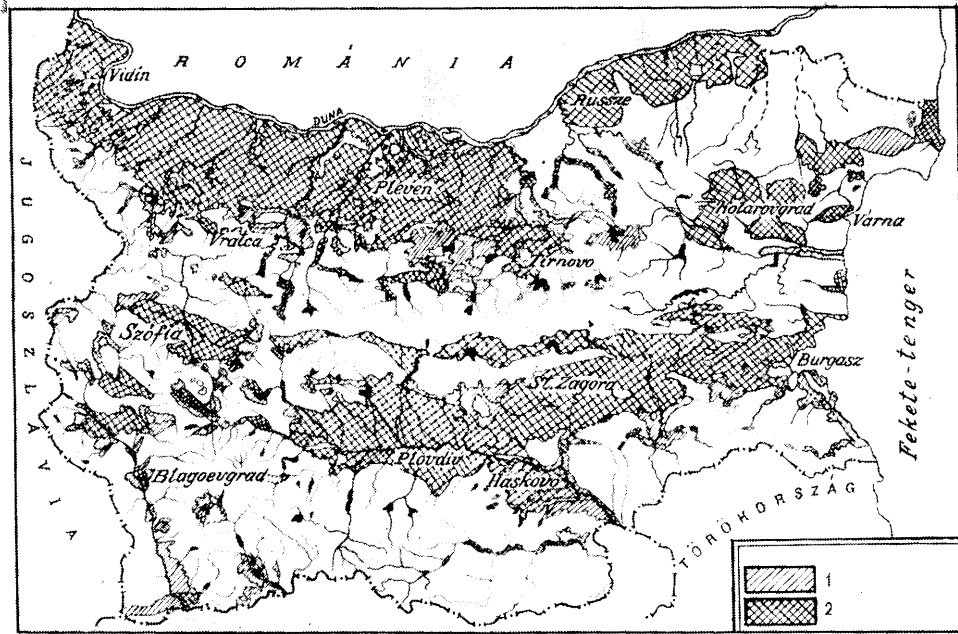 ROMÁNIA
Vidin
DUNA
Russze
Pleven
Kolarovgrad
Várna
Vráca
Tirnovo
JUGOSZLÁVIA
Szófia
Fekete-tenger
Burgasz
St. Zagora
Plovdiv
Haskovo
Blagoevgrad
TÖRÖKORSZÁG
1
2